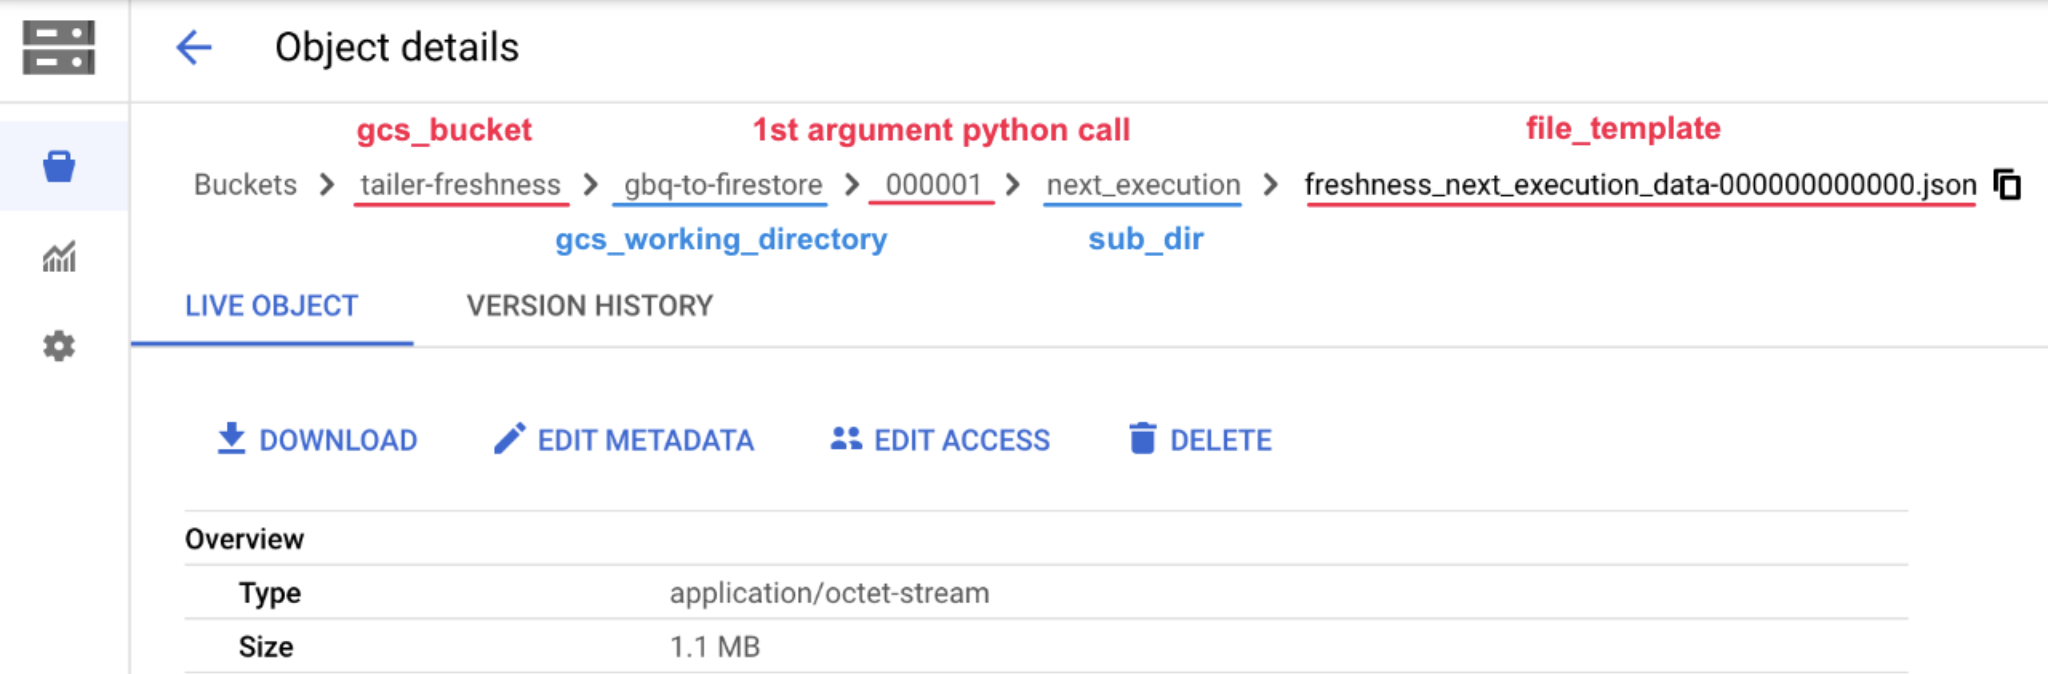 Object details
gcs_bucket 1st argument python call file_template
Buckets > tailer-freshness > gbq-to-firestore > 000001 > next_execution > freshness_next_execution_data-000000000000.json
gcs_working_directory sub_dir
LIVE OBJECT VERSION HISTORY
DOWNLOAD EDIT METADATA EDIT ACCESS DELETE
Overview
Type application/octet-stream
Size 1.1 MB